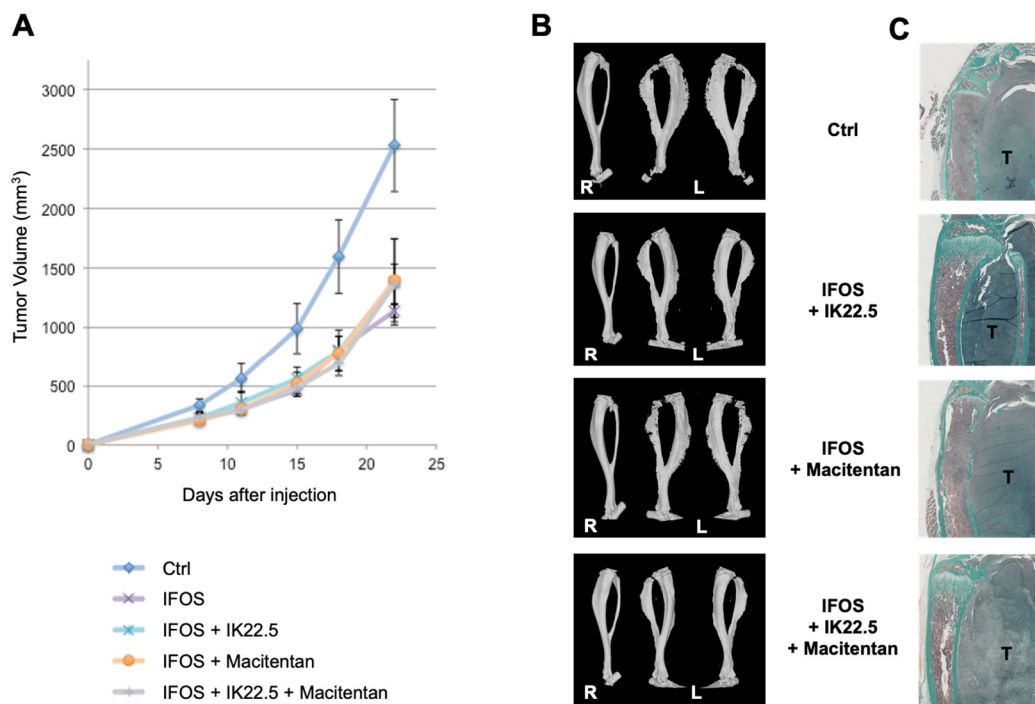 A
B
C
3000
2500
2000
1500
1000
500
0
Tumor Volume (mm³)
0 5 10 15 20 25
Days after injection
Ctrl
IFOS
IFOS + IK22.5
IFOS + Macitentan
IFOS + IK22.5 + Macitentan
R L
Ctrl
T
R L
IFOS
+ IK22.5
T
R L
IFOS
+ Macitentan
T
R L
IFOS
+ IK22.5
+ Macitentan
T